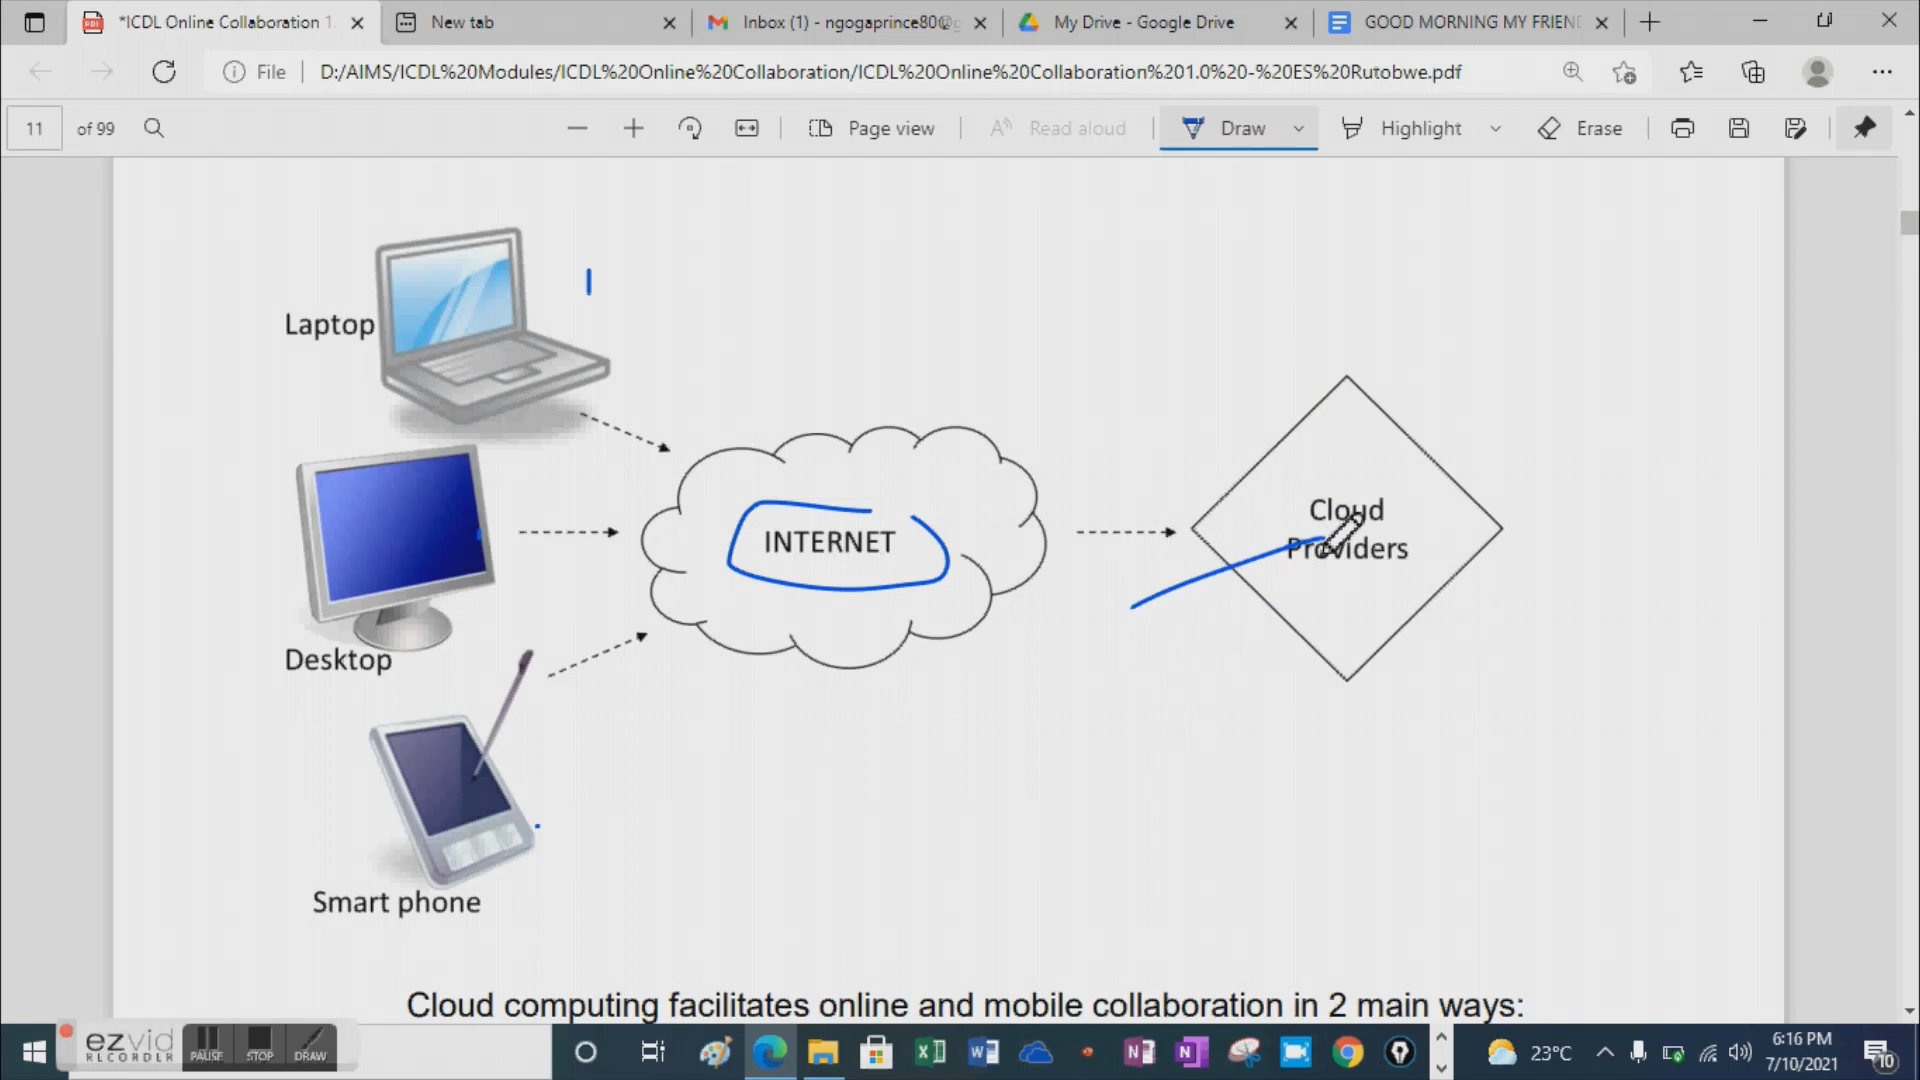 *ICDL Online Collaboration 1.
New tab
Inbox (1) - ngogaprince80@g
My Drive - Google Drive
GOOD MORNING MY FRIEND
File
D:/AIMS/ICDL%20Modules/ICDL%20Online%20Collaboration/ICDL%20Online%20Collaboration%201.0%20-%20ES%20Rutobwe.pdf
11 of 99
Page view
Read aloud
Draw
Highlight
Erase
Laptop
Cloud
Providers
INTERNET
Desktop
Smart phone
Cloud computing facilitates online and mobile collaboration in 2 main ways:
ezvid
RECORDER
PAUSE
STOP
DRAW
23°C
6:16 PM
7/10/2021
10